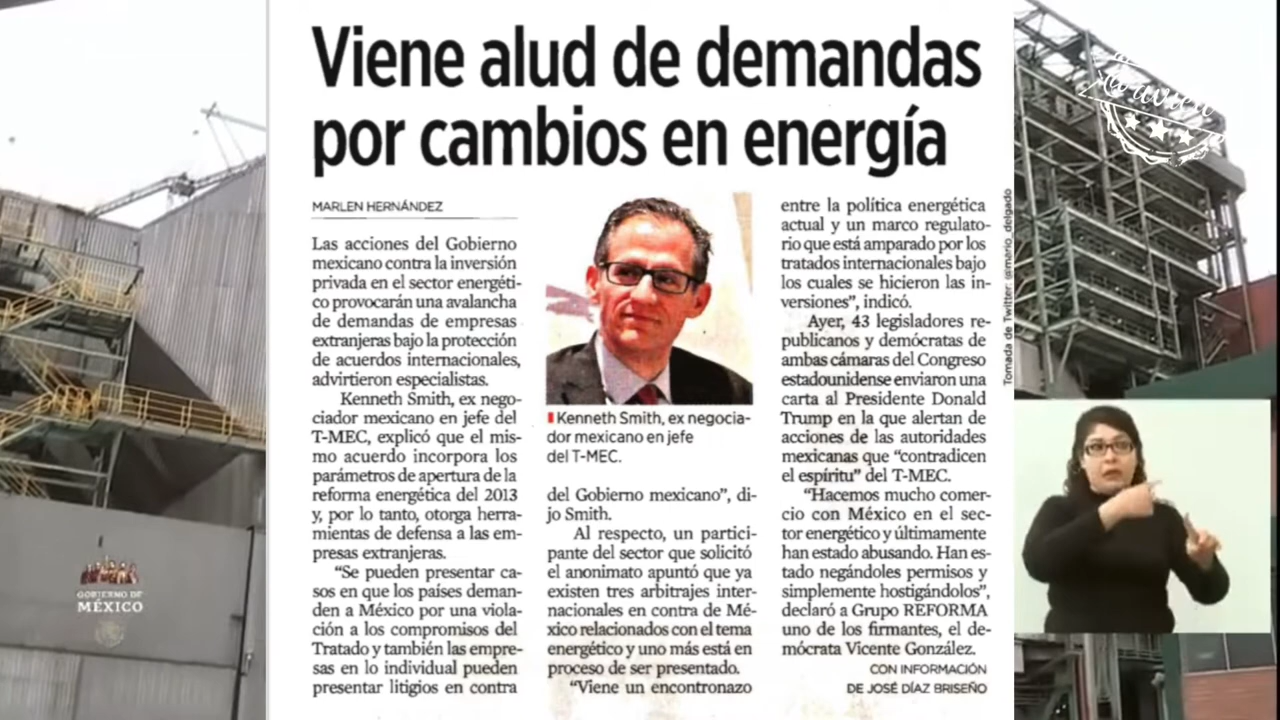 Viene alud de demandas
por cambios en energía
MARLEN HERNÁNDEZ
Las acciones del Gobierno
mexicano contra la inversión
privada en el sector energéti-
co provocarán una avalancha
de demandas de empresas
extranjeras bajo la protección
de acuerdos internacionales,
advirtieron especialistas.
Kenneth Smith, ex nego-
ciador mexicano en jefe del
T-MEC, explicó que el mis-
mo acuerdo incorpora los
parámetros de apertura de la
reforma energética del 2013
y, por lo tanto, otorga herra-
mientas de defensa a las em-
presas extranjeras.
“Se pueden presentar ca-
sos en que los países deman-
den a México por una viola-
ción a los compromisos del
Tratado y también las empre-
sas en lo individual pueden
presentar litigios en contra
Kenneth Smith, ex negocia-
dor mexicano en jefe
del T-MEC.
del Gobierno mexicano”, di-
jo Smith.
Al respecto, un partici-
pante del sector que solicitó
el anonimato apuntó que ya
existen tres arbitrajes inter-
nacionales en contra de Mé-
xico relacionados con el tema
energético y uno más está en
proceso de ser presentado.
“Viene un encontronazo
entre la política energética
actual y un marco regulato-
rio que está amparado por los
tratados internacionales bajo
los cuales se hicieron las in-
versiones”, indicó.
Ayer, 43 legisladores re-
publicanos y demócratas de
ambas cámaras del Congreso
estadounidense enviaron una
carta al Presidente Donald
Trump en la que alertan de
acciones de las autoridades
mexicanas que “contradicen
el espíritu” del T-MEC.
“Hacemos mucho comer-
cio con México en el sec-
tor energético y últimamente
han estado abusando. Han es-
tado negándoles permisos y
simplemente hostigándolos”,
declaró a Grupo REFORMA
uno de los firmantes, el de-
mócrata Vicente González.
CON INFORMACIÓN
DE JOSÉ DÍAZ BRISEÑO
Tomada de Twitter: @mario_delgado
GOBIERNO DE
MÉXICO